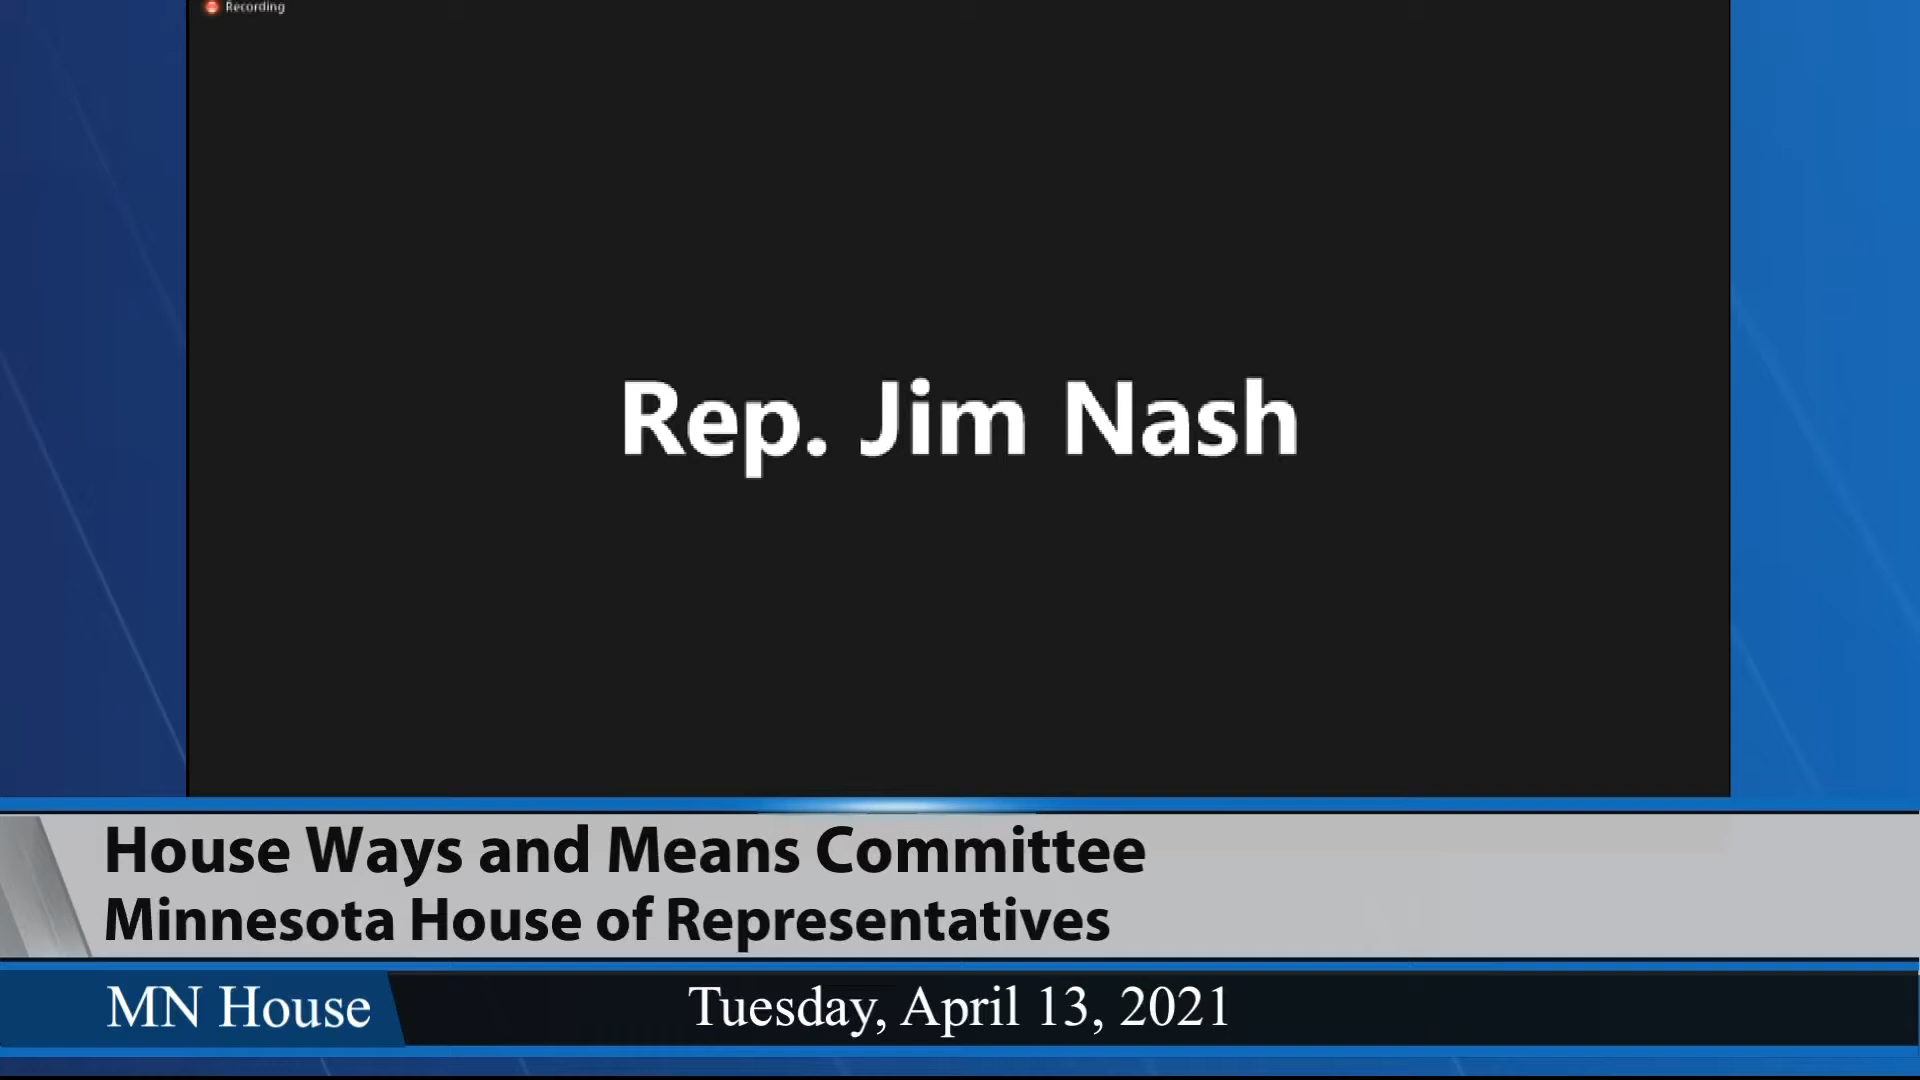 Recording
Rep. Jim Nash
House Ways and Means Committee
Minnesota House of Representatives
MN House
Tuesday, April 13, 2021